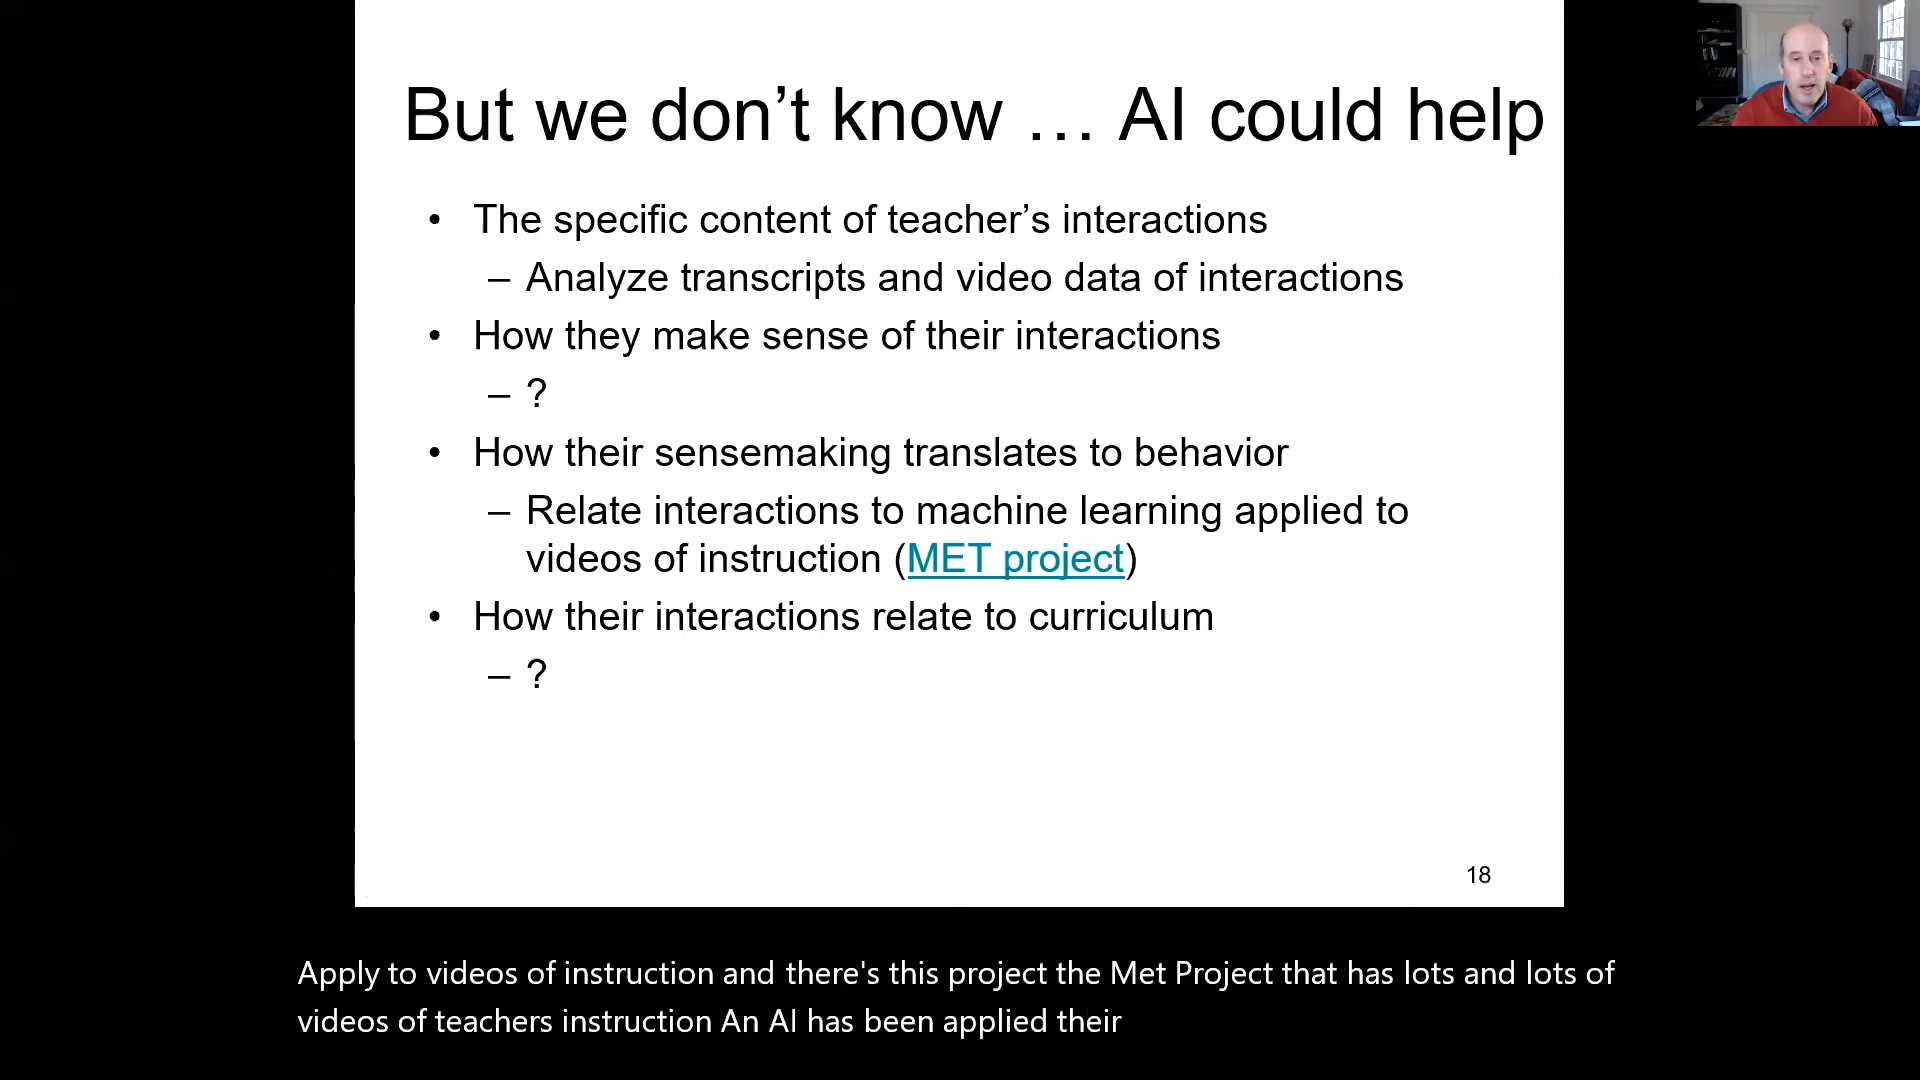 But we don’t know … AI could help
• The specific content of teacher’s interactions
– Analyze transcripts and video data of interactions
• How they make sense of their interactions
– ?
• How their sensemaking translates to behavior
– Relate interactions to machine learning applied to
videos of instruction (MET project)
• How their interactions relate to curriculum
– ?
18
Apply to videos of instruction and there's this project the Met Project that has lots and lots of
videos of teachers instruction An AI has been applied their